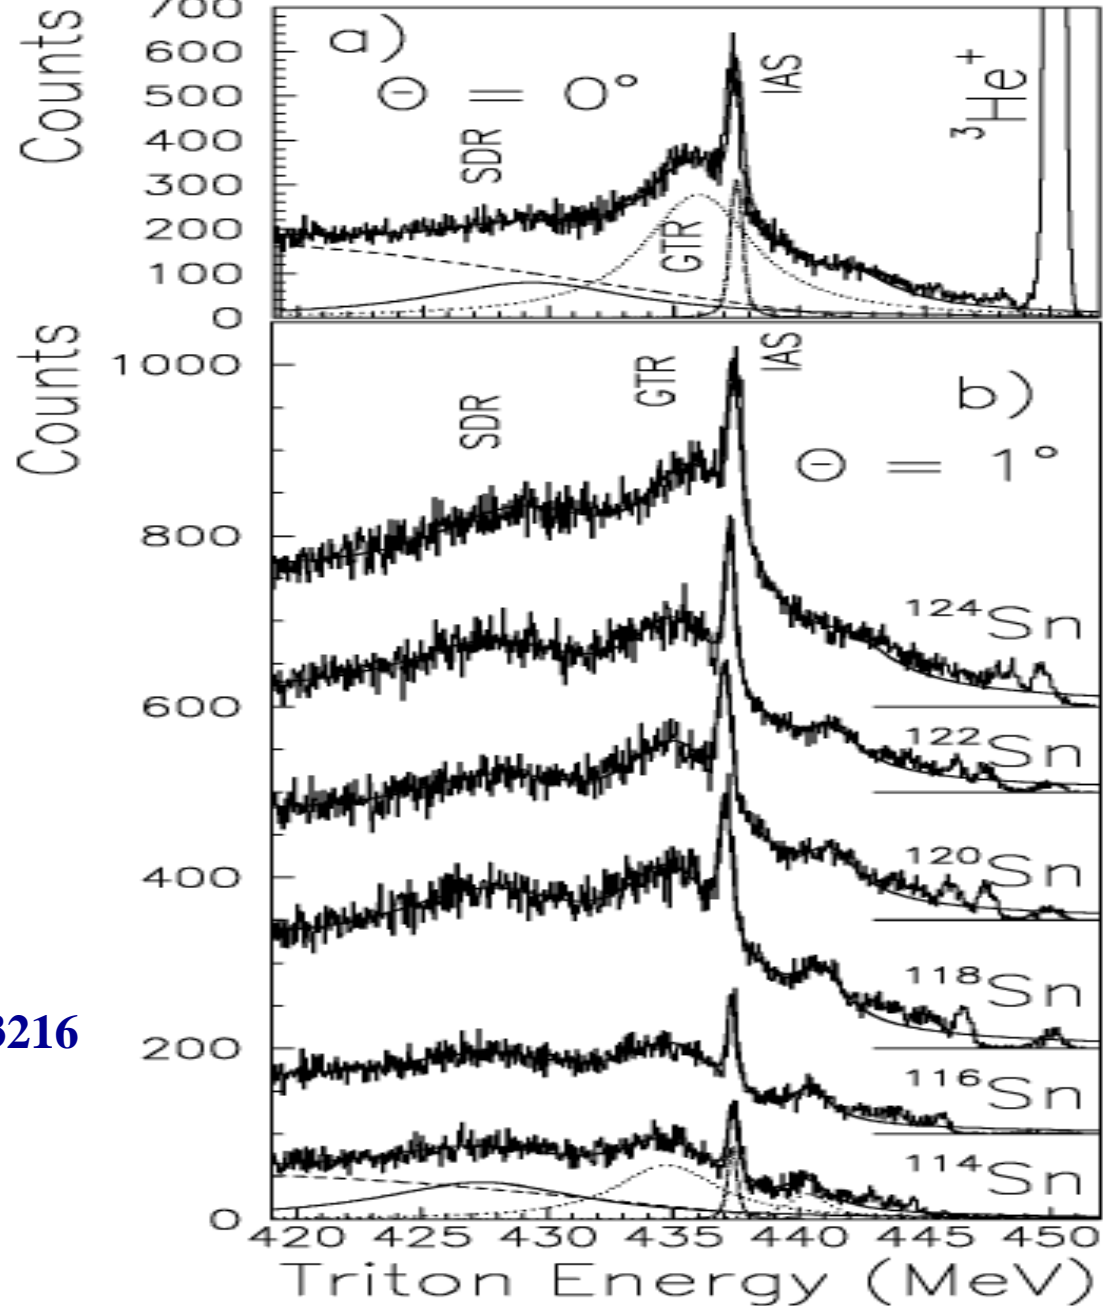 Counts
700
600
500
400
300
200
100
0
a)
Θ = 0°
SDR
GTR
IAS
³He⁺
Counts
1000
800
600
400
200
0
SDR
GTR
IAS
b)
Θ = 1°
¹²⁴Sn
¹²²Sn
¹²⁰Sn
¹¹⁸Sn
¹¹⁶Sn
¹¹⁴Sn
3216
420 425 430 435 440 445 450
Triton Energy (MeV)